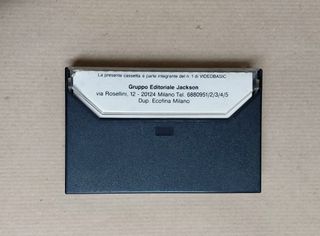 La presente cassetta è parte integrante del n. 1 di VIDEOBASIC
Gruppo Editoriale Jackson
via Rosellini, 12 - 20124 Milano Tel. 6880951/2/3/4/5
Dup. Ecofina Milano